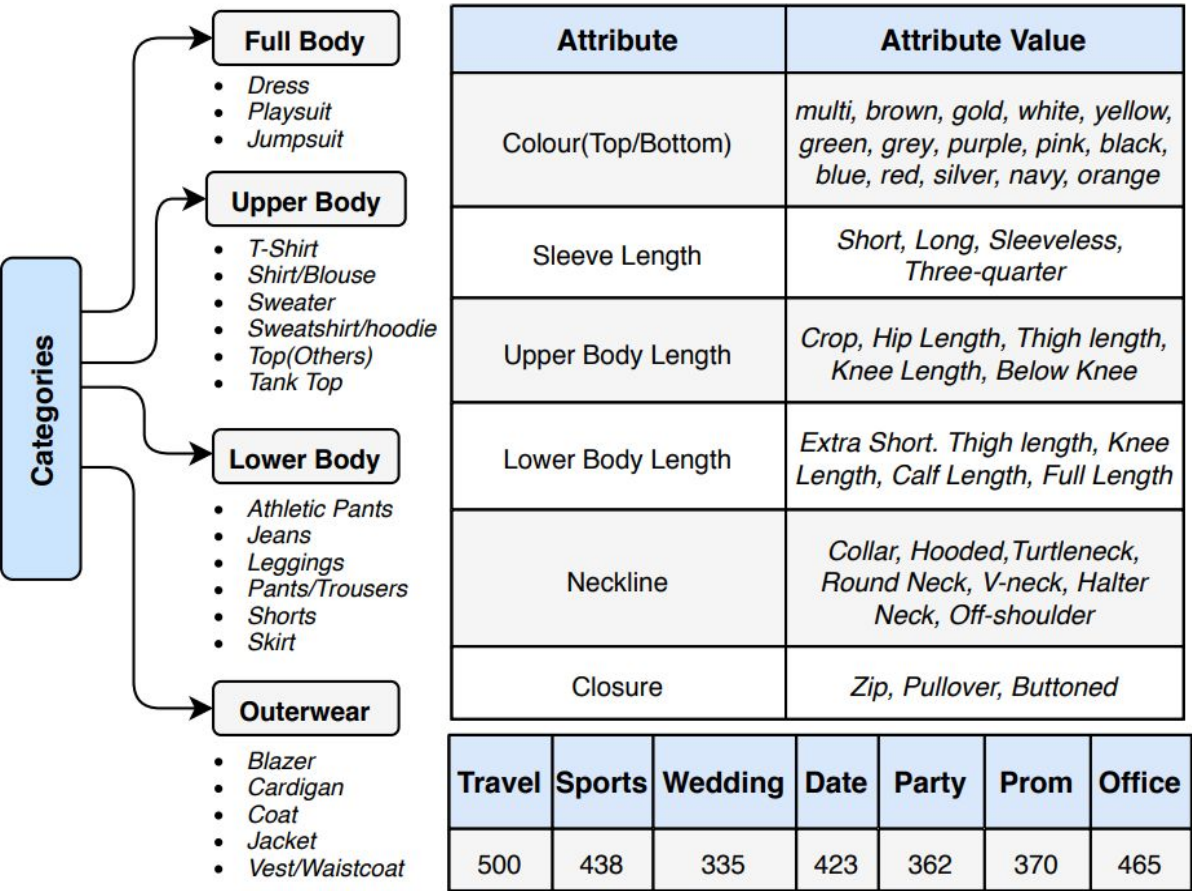 Categories
Full Body
• Dress
• Playsuit
• Jumpsuit
Upper Body
• T-Shirt
• Shirt/Blouse
• Sweater
• Sweatshirt/hoodie
• Top(Others)
• Tank Top
Lower Body
• Athletic Pants
• Jeans
• Leggings
• Pants/Trousers
• Shorts
• Skirt
Outerwear
• Blazer
• Cardigan
• Coat
• Jacket
• Vest/Waistcoat
Attribute Attribute Value
Colour(Top/Bottom)
multi, brown, gold, white, yellow,
green, grey, purple, pink, black,
blue, red, silver, navy, orange
Sleeve Length
Short, Long, Sleeveless,
Three-quarter
Upper Body Length
Crop, Hip Length, Thigh length,
Knee Length, Below Knee
Lower Body Length
Extra Short. Thigh length, Knee
Length, Calf Length, Full Length
Neckline
Collar, Hooded,Turtleneck,
Round Neck, V-neck, Halter
Neck, Off-shoulder
Closure
Zip, Pullover, Buttoned
Travel Sports Wedding Date Party Prom Office
500 438 335 423 362 370 465